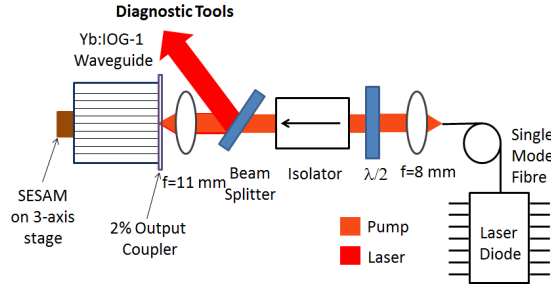 Diagnostic Tools
Yb:IOG-1
Waveguide
SESAM
on 3-axis
stage
f=11 mm
2% Output
Coupler
Beam
Splitter
Isolator
λ/2
f=8 mm
Single
Mode
Fibre
Laser
Diode
Pump
Laser